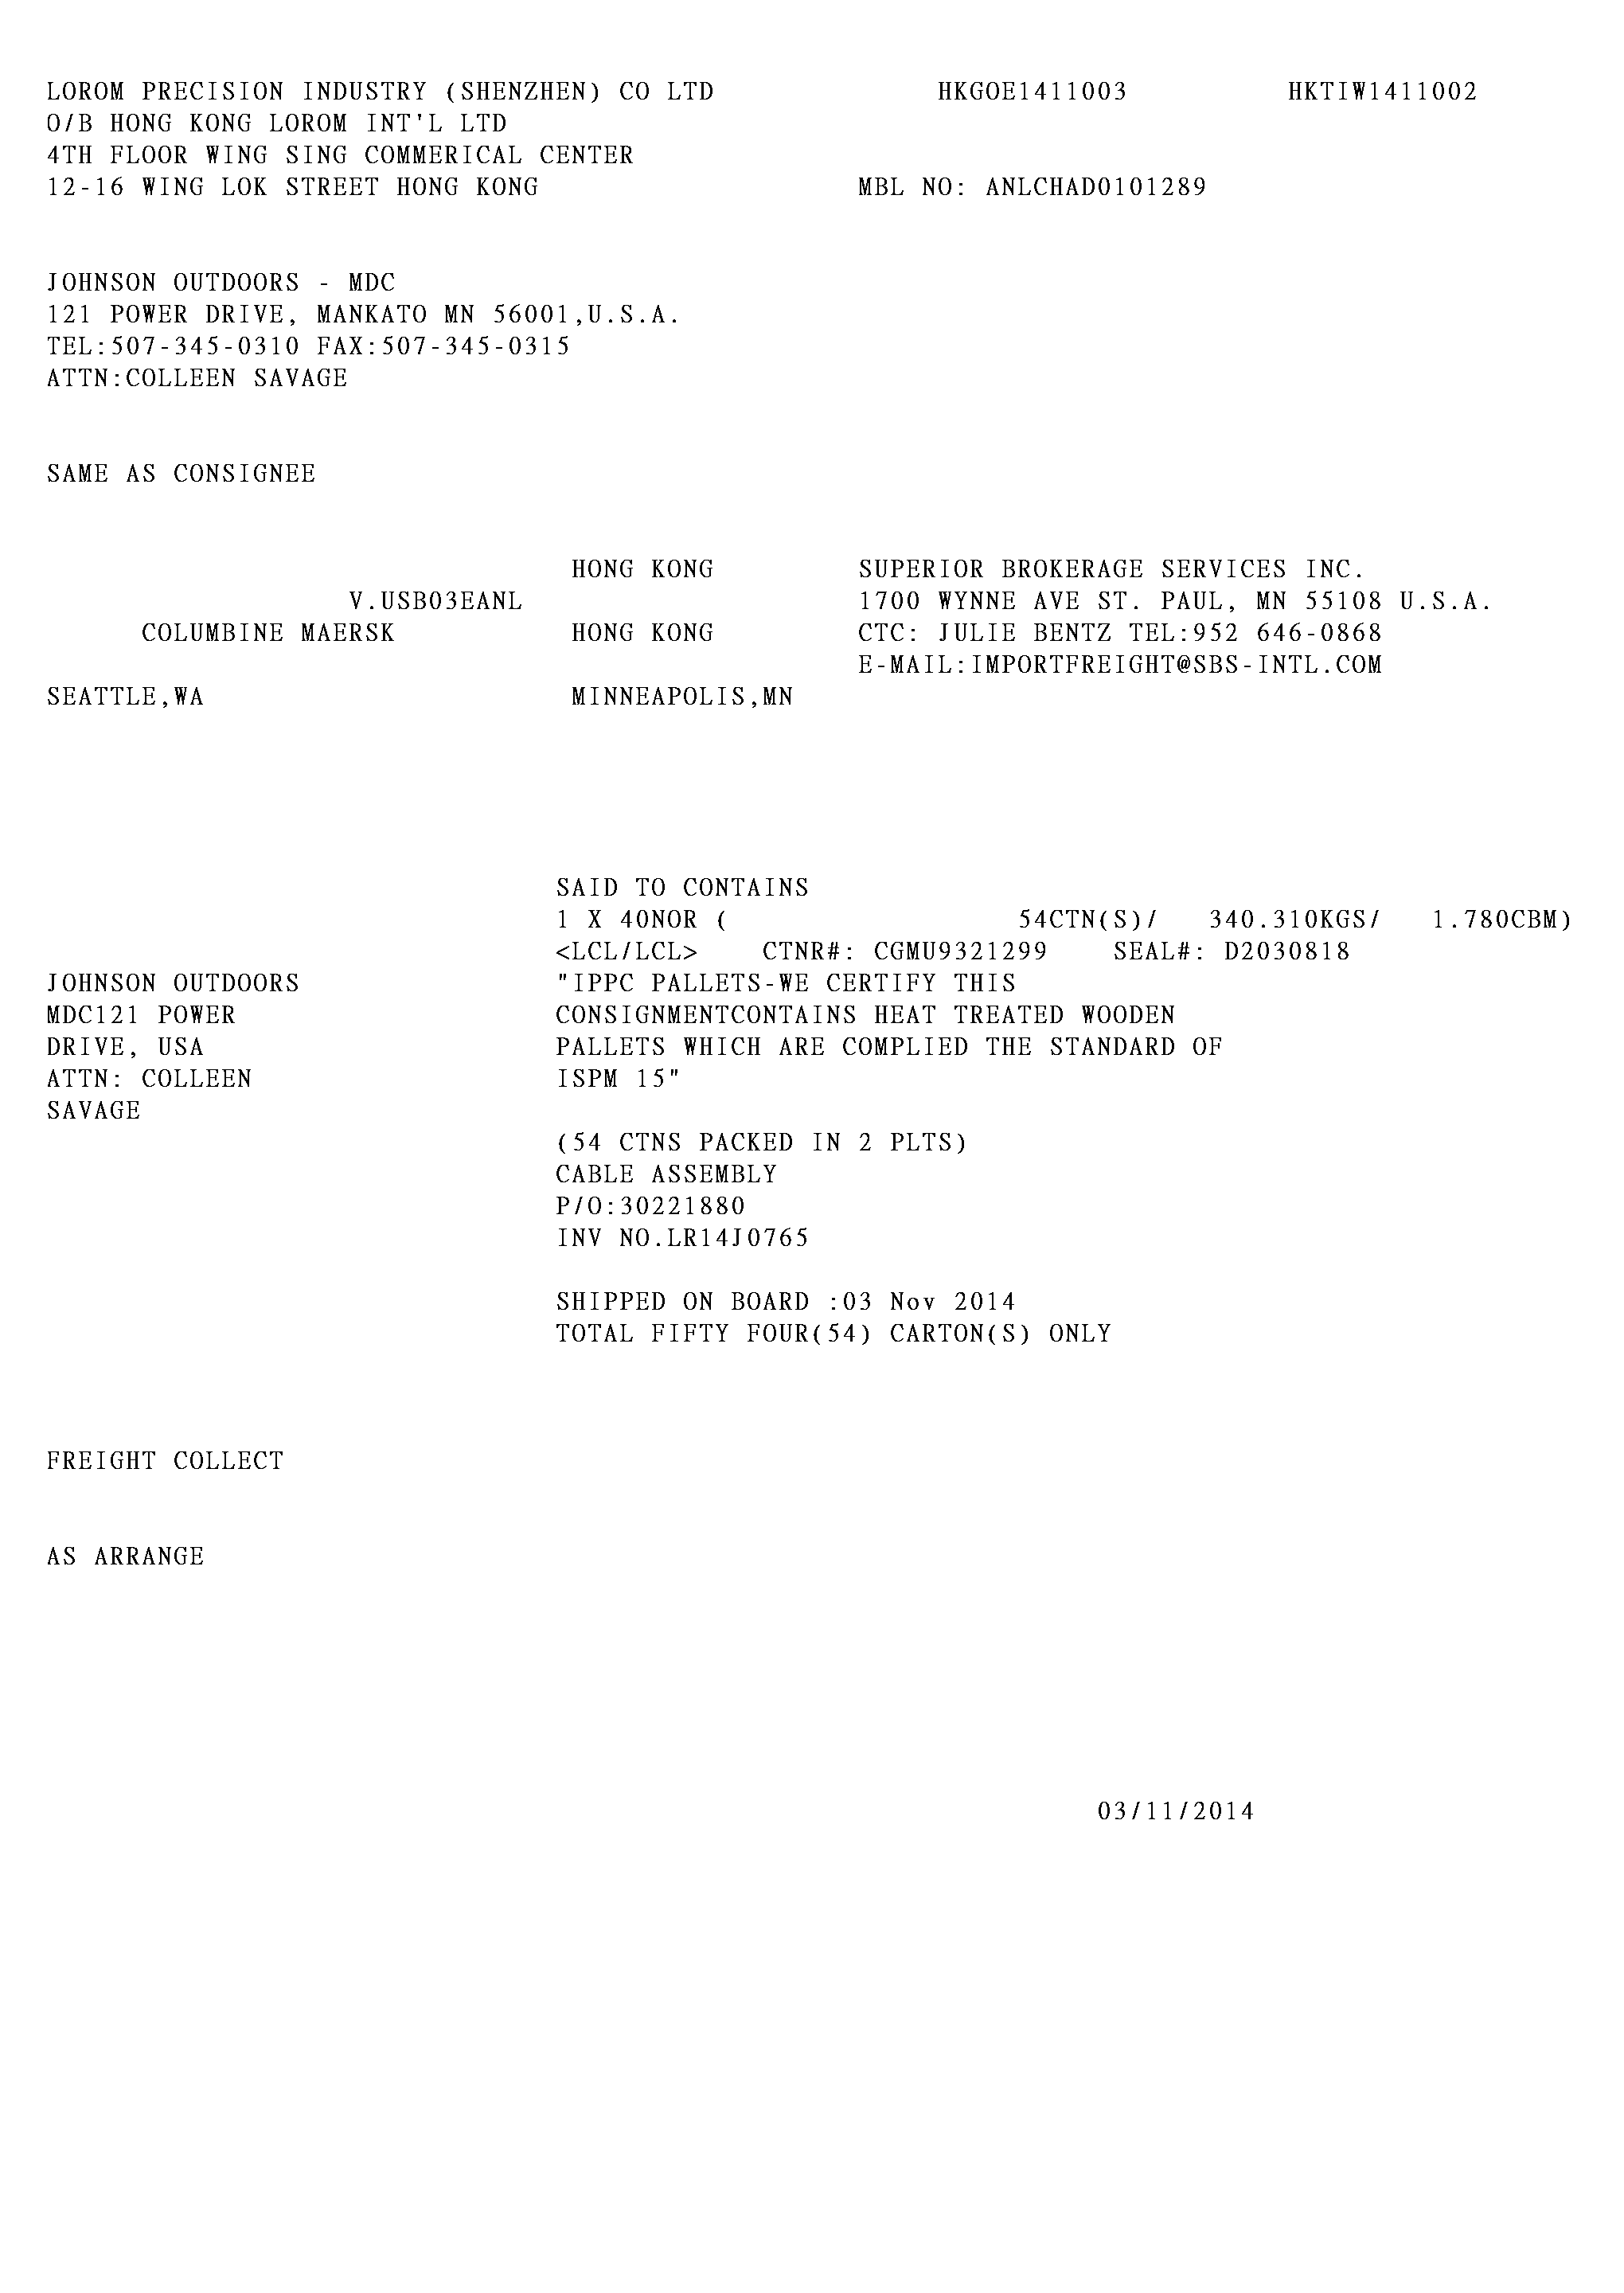 LOROM PRECISION INDUSTRY (SHENZHEN) CO LTD HKGOE1411003 HKTIW1411002
O/B HONG KONG LOROM INT'L LTD
4TH FLOOR WING SING COMMERICAL CENTER
12-16 WING LOK STREET HONG KONG MBL NO: ANLCHAD0101289
JOHNSON OUTDOORS - MDC
121 POWER DRIVE, MANKATO MN 56001,U.S.A.
TEL:507-345-0310 FAX:507-345-0315
ATTN:COLLEEN SAVAGE
SAME AS CONSIGNEE
HONG KONG SUPERIOR BROKERAGE SERVICES INC.
V.USB03EANL 1700 WYNNE AVE ST. PAUL, MN 55108 U.S.A.
COLUMBINE MAERSK HONG KONG CTC: JULIE BENTZ TEL:952 646-0868
E-MAIL:IMPORTFREIGHT@SBS-INTL.COM
SEATTLE,WA MINNEAPOLIS,MN
SAID TO CONTAINS
1 X 40NOR ( 54CTN(S)/ 340.310KGS/ 1.780CBM)
<LCL/LCL> CTNR#: CGMU9321299 SEAL#: D2030818
JOHNSON OUTDOORS "IPPC PALLETS-WE CERTIFY THIS
MDC121 POWER CONSIGNMENTCONTAINS HEAT TREATED WOODEN
DRIVE, USA PALLETS WHICH ARE COMPLIED THE STANDARD OF
ATTN: COLLEEN ISPM 15"
SAVAGE
(54 CTNS PACKED IN 2 PLTS)
CABLE ASSEMBLY
P/O:30221880
INV NO.LR14J0765
SHIPPED ON BOARD :03 Nov 2014
TOTAL FIFTY FOUR(54) CARTON(S) ONLY
FREIGHT COLLECT
AS ARRANGE
03/11/2014